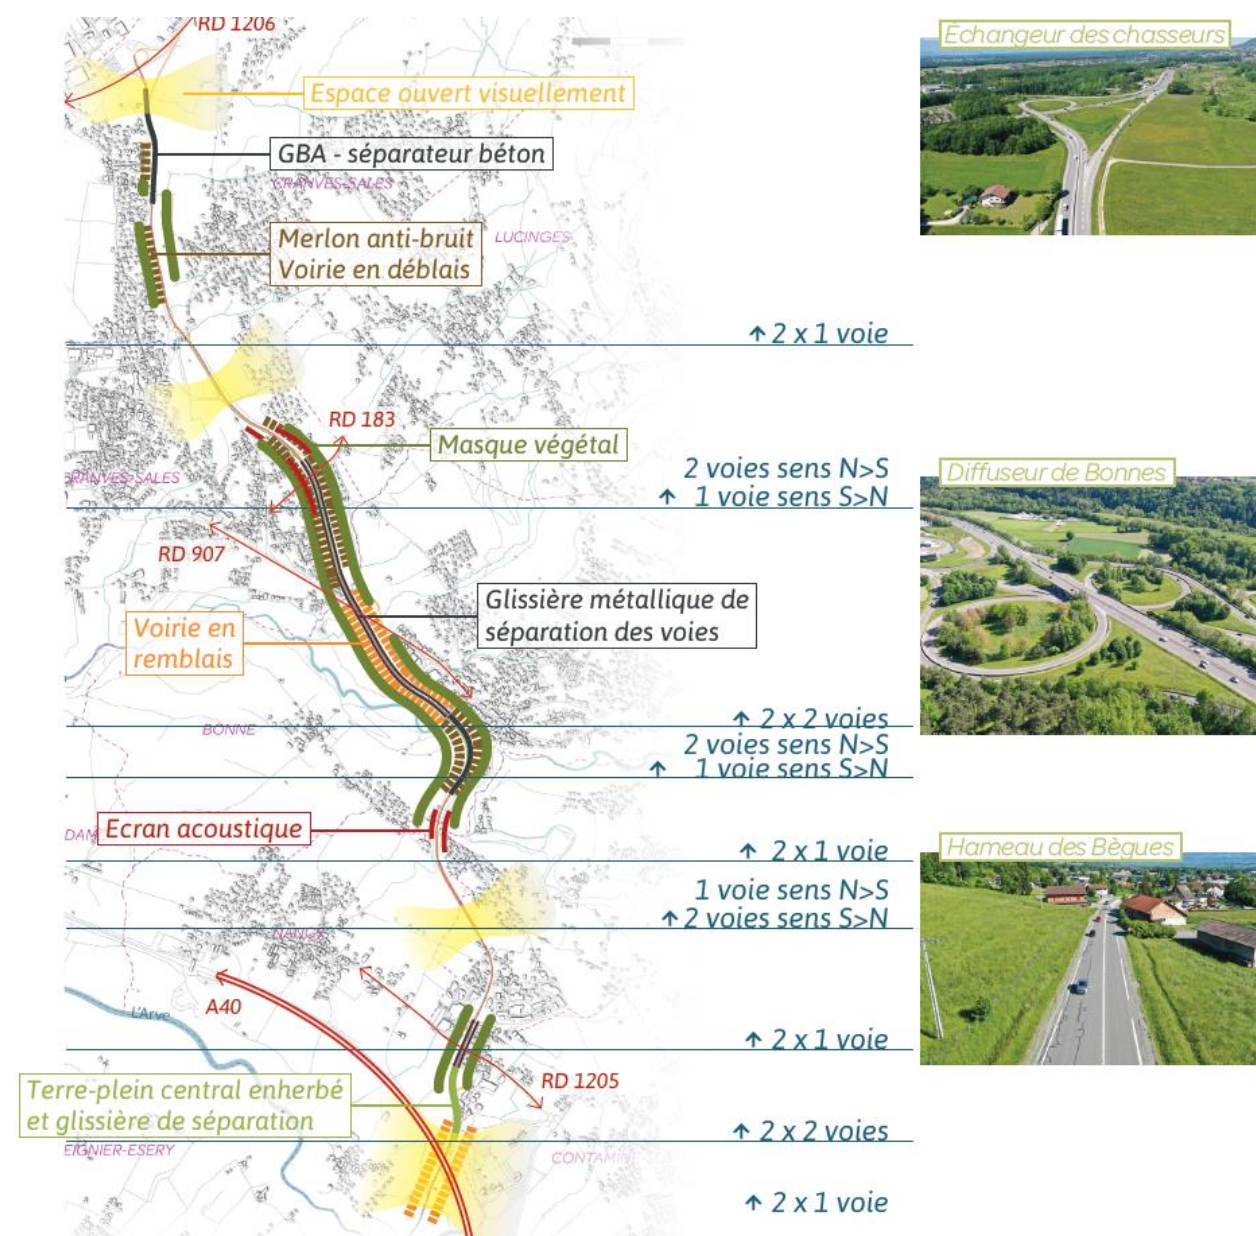 RD 1206
Échangeur des chasseurs
Espace ouvert visuellement
GBA - séparateur béton
CRANVES-SALES
Merlon anti-bruit
Voirie en déblais
LUCINGES
↑ 2 x 1 voie
RD 183
Masque végétal
2 voies sens N>S
↑ 1 voie sens S>N
CRANVES-SALES
Diffuseur de Bonnes
RD 907
Glissière métallique de
séparation des voies
Voirie en
remblais
BONNE
↑ 2 x 2 voies
2 voies sens N>S
↑ 1 voie sens S>N
Ecran acoustique
↑ 2 x 1 voie
Hameau des Bègues
1 voie sens N>S
↑ 2 voies sens S>N
NANGY
A40
L'Arve
↑ 2 x 1 voie
RD 1205
Terre-plein central enherbé
et glissière de séparation
↑ 2 x 2 voies
EIGNIER-ESERY
CONTAMINE
↑ 2 x 1 voie